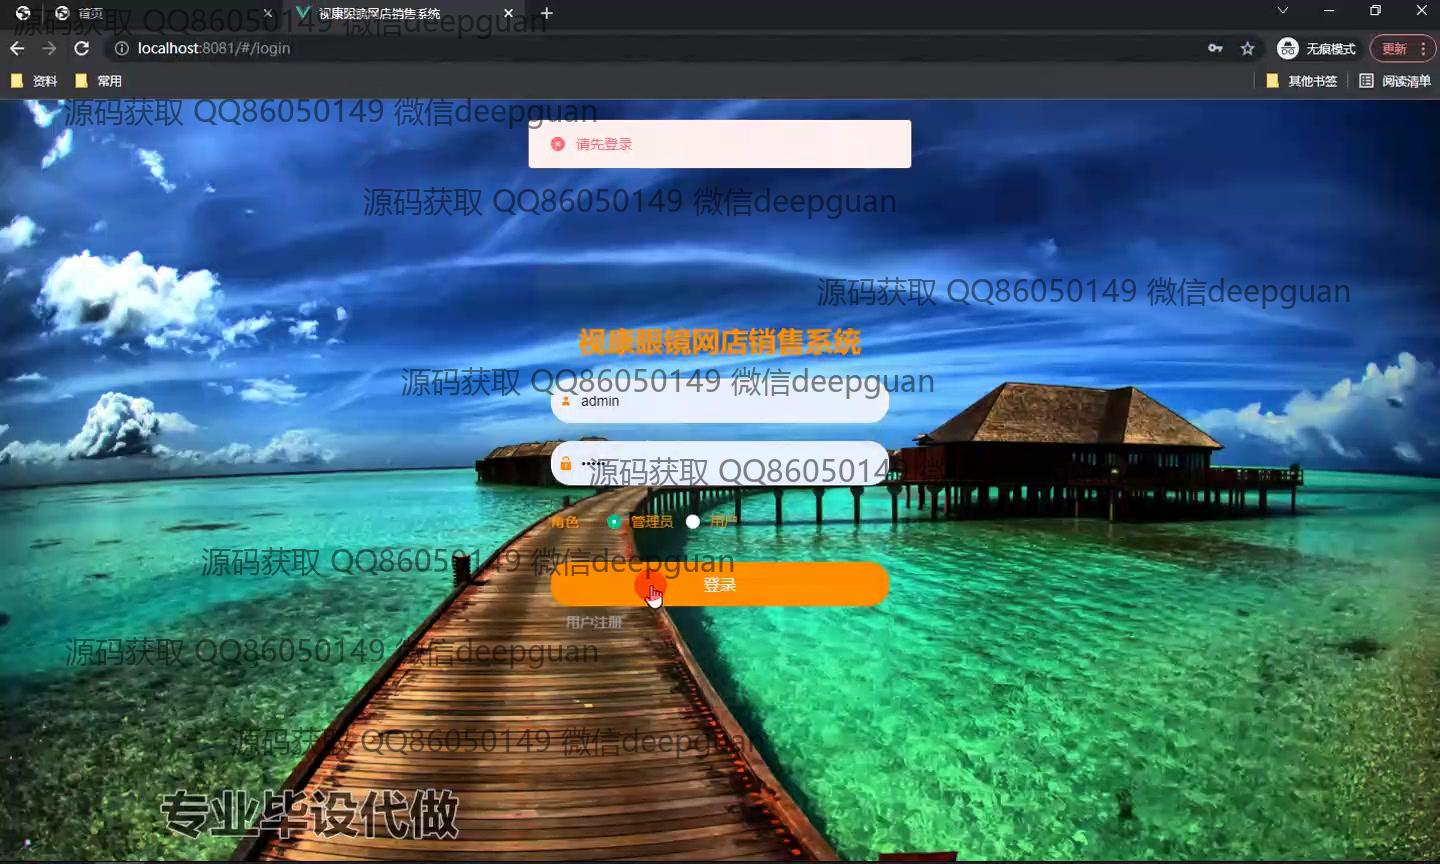 首页
视康眼镜网店销售系统
源码获取 QQ86050149 微信deepguan
localhost:8081/#/login
无痕模式
更新
资料
常用
其他书签
阅读清单
源码获取 QQ86050149 微信deepguan
请先登录
源码获取 QQ86050149 微信deepguan
源码获取 QQ86050149 微信deepguan
视康眼镜网店销售系统
源码获取 QQ86050149 微信deepguan
admin
源码获取 QQ86050149 微
角色
管理员
用户
源码获取 QQ86050149 微信deepguan
登录
用户注册
源码获取 QQ86050149 微信deepguan
源码获取 QQ86050149 微信deepguan
专业毕设代做